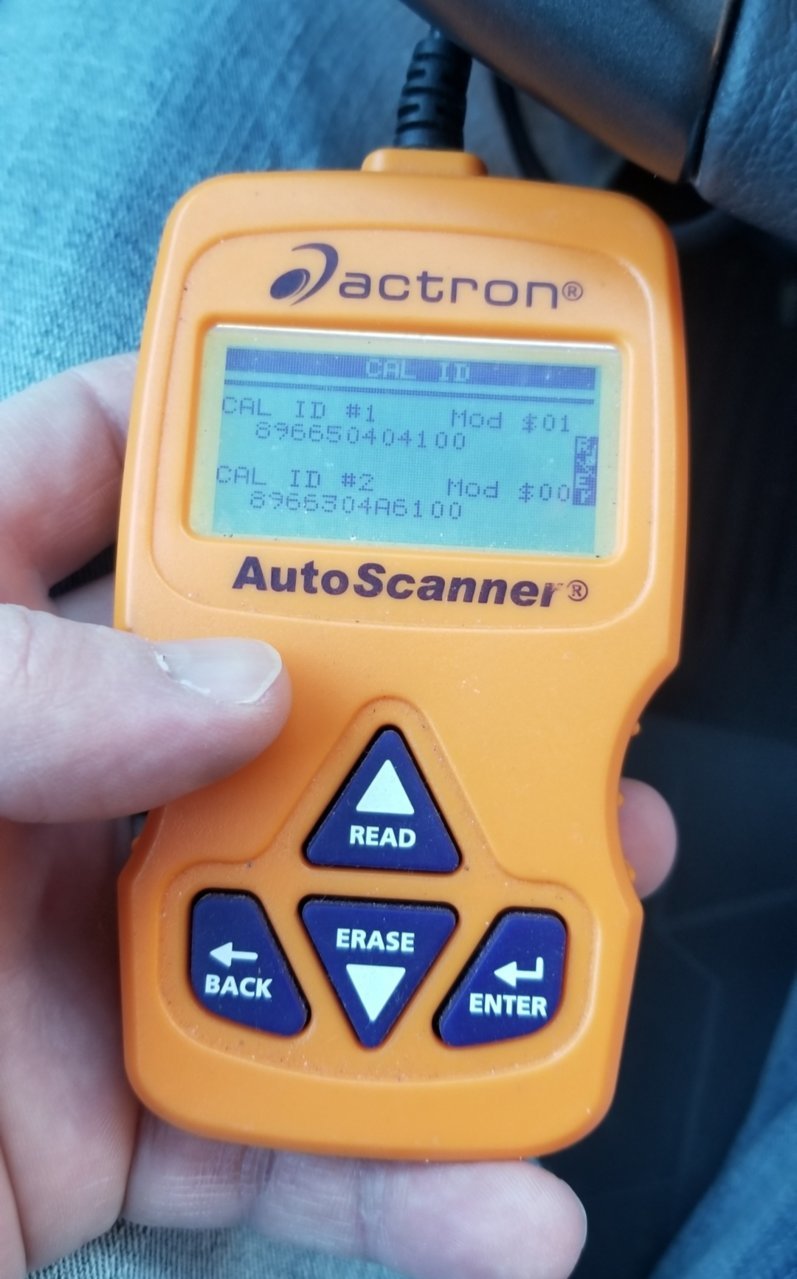 actron®
CAL ID
CAL ID #1 Mod $01
896650404100
CAL ID #2 Mod $00
8966304A6100
AutoScanner®
READ
ERASE
BACK
ENTER